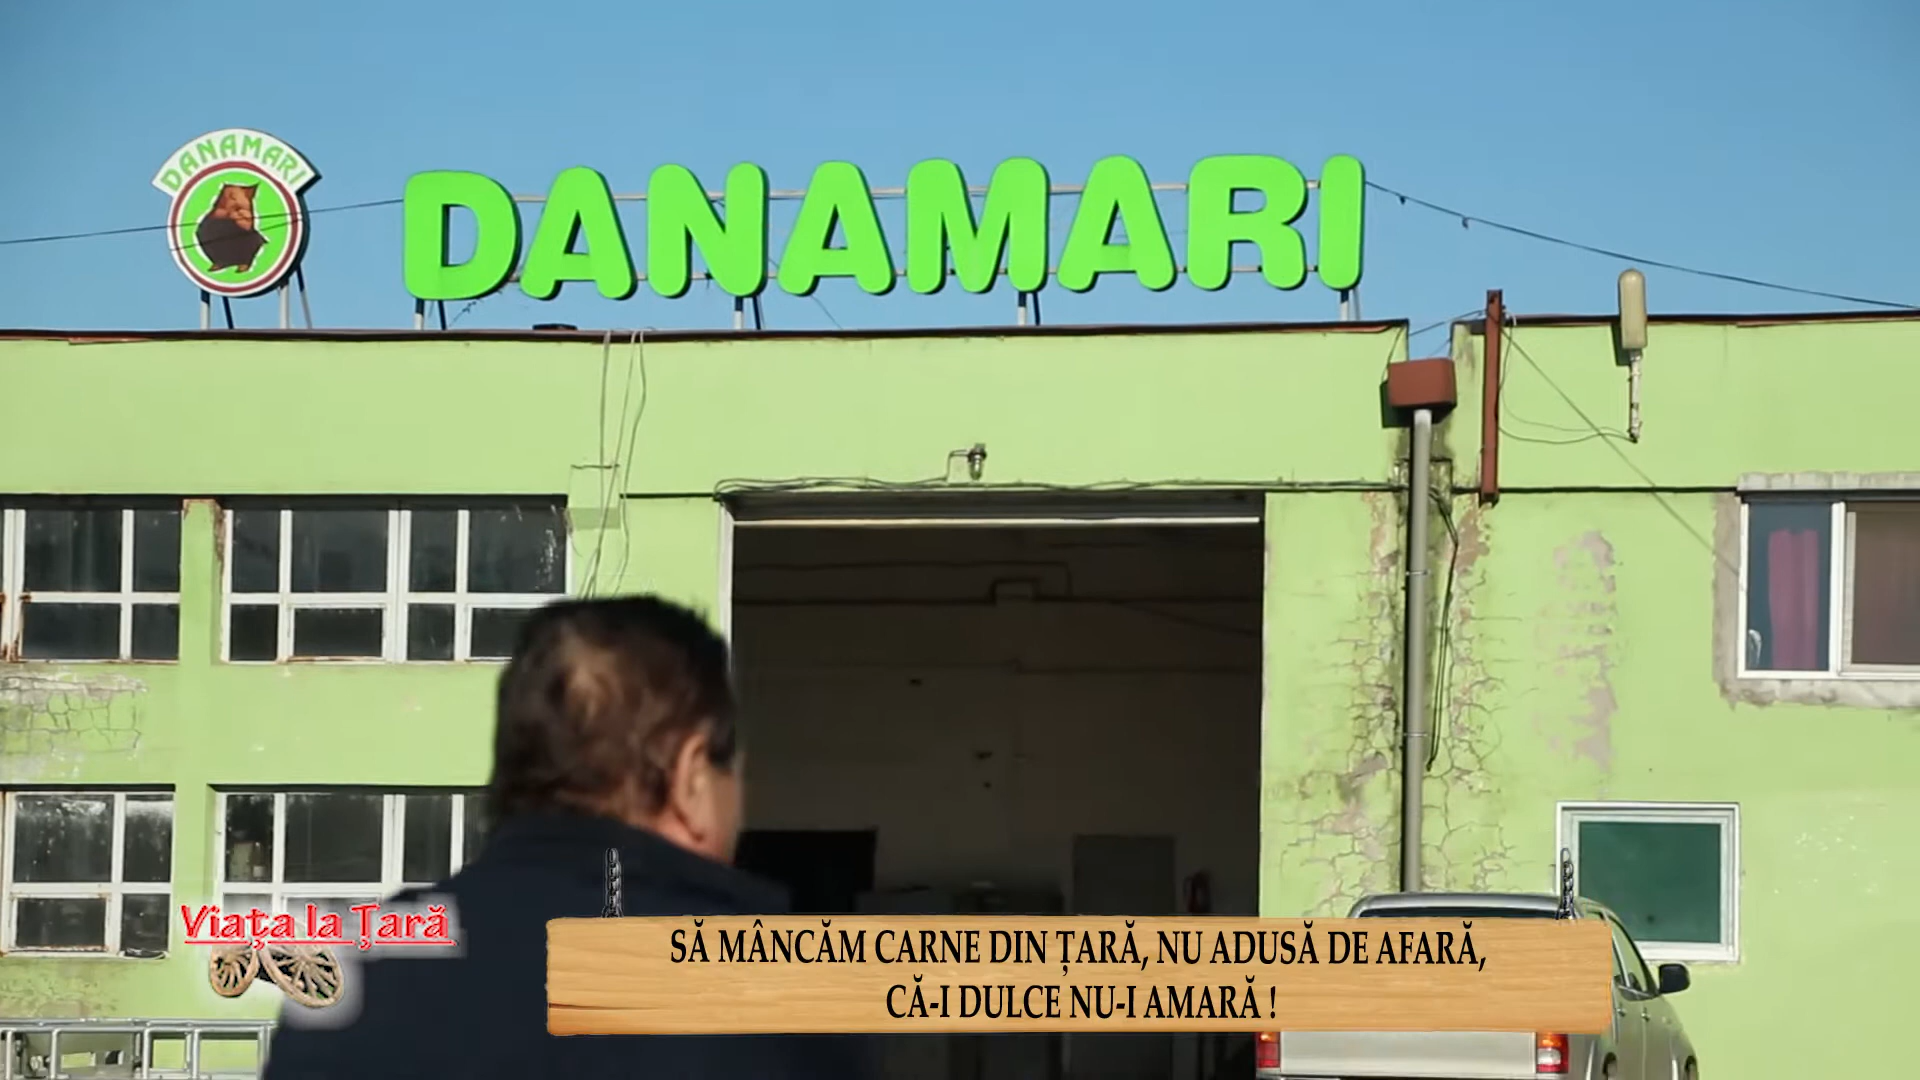 DANAMARI
DANAMARI
Viața la Țară
SĂ MÂNCĂM CARNE DIN ȚARĂ, NU ADUSĂ DE AFARĂ,
CĂ-I DULCE NU-I AMARĂ !